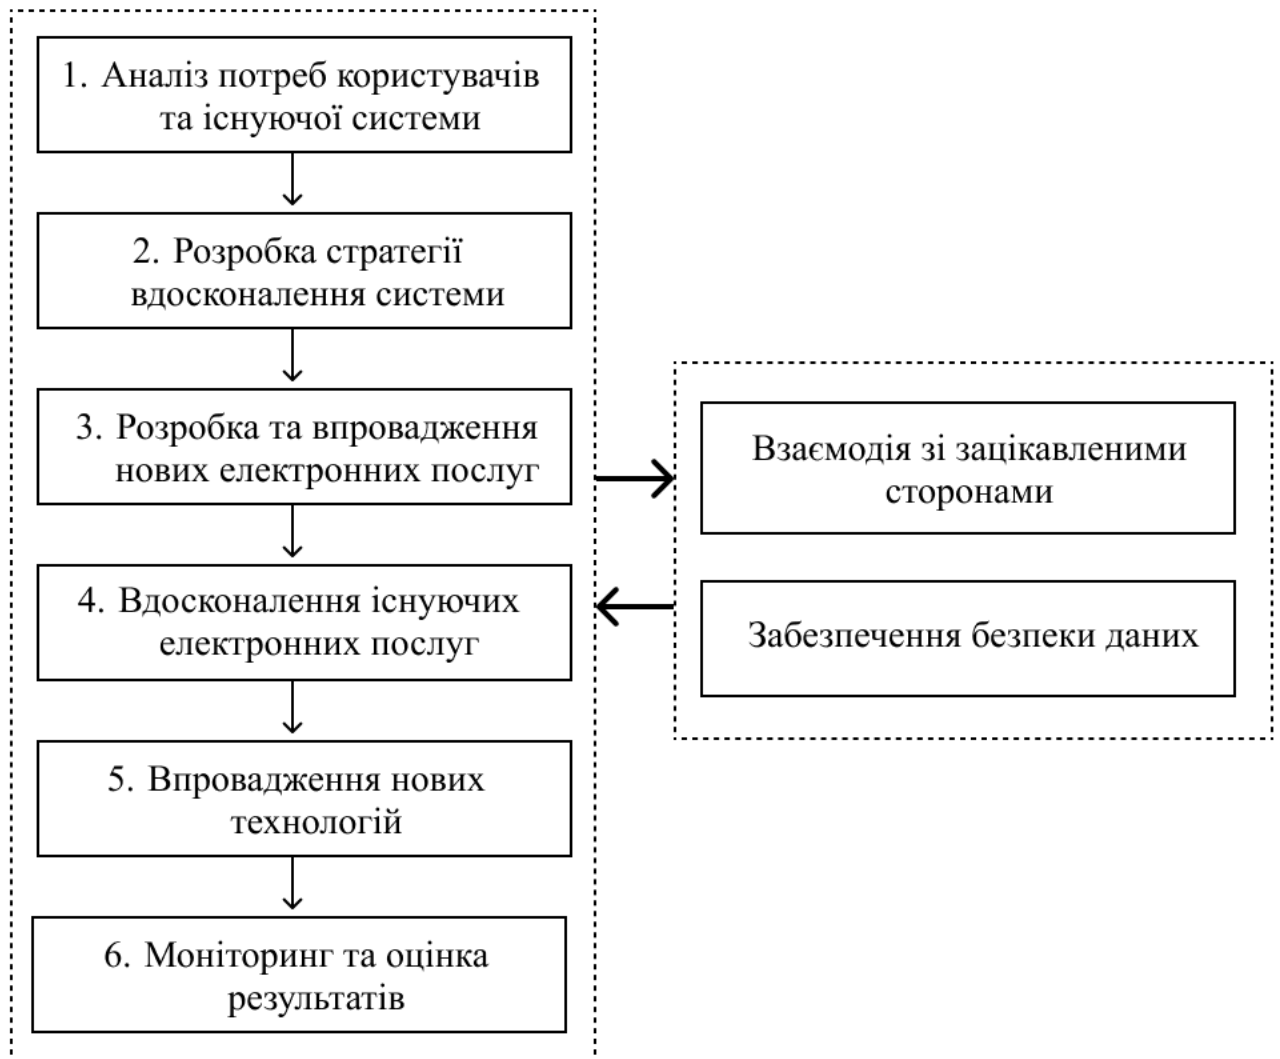 1. Аналіз потреб користувачів
та існуючої системи
2. Розробка стратегії
вдосконалення системи
3. Розробка та впровадження
нових електронних послуг
4. Вдосконалення існуючих
електронних послуг
5. Впровадження нових
технологій
6. Моніторинг та оцінка
результатів
Взаємодія зі зацікавленими
сторонами
Забезпечення безпеки даних